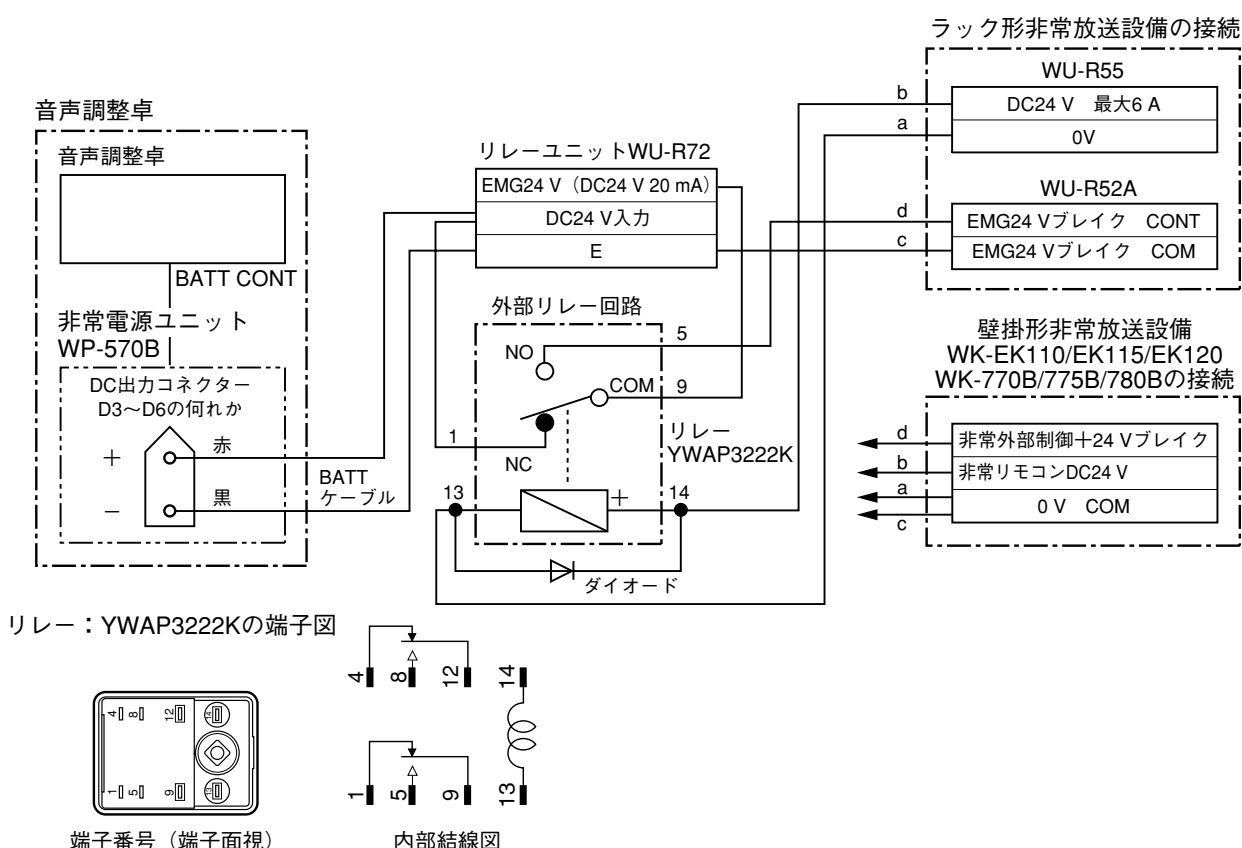 ラック形非常放送設備の接続
WU-R55
DC24 V 最大6 A
0V
b
a
WU-R52A
EMG24 Vブレイク CONT
EMG24 Vブレイク COM
d
c
音声調整卓
音声調整卓
BATT CONT
非常電源ユニット
WP-570B
DC出力コネクター
D3～D6の何れか
＋
－
赤
黒
BATT
ケーブル
リレーユニットWU-R72
EMG24 V（DC24 V 20 mA）
DC24 V入力
E
外部リレー回路
NO
5
COM
9
1
NC
リレー
YWAP3222K
13
＋
14
ダイオード
壁掛形非常放送設備
WK-EK110/EK115/EK120
WK-770B/775B/780Bの接続
d
非常外部制御＋24 Vブレイク
b
非常リモコンDC24 V
a
0 V COM
c
リレー：YWAP3222Kの端子図
4 8 12 14
1 5 9 13
端子番号（端子面視）
4 8 12 14
1 5 9 13
内部結線図